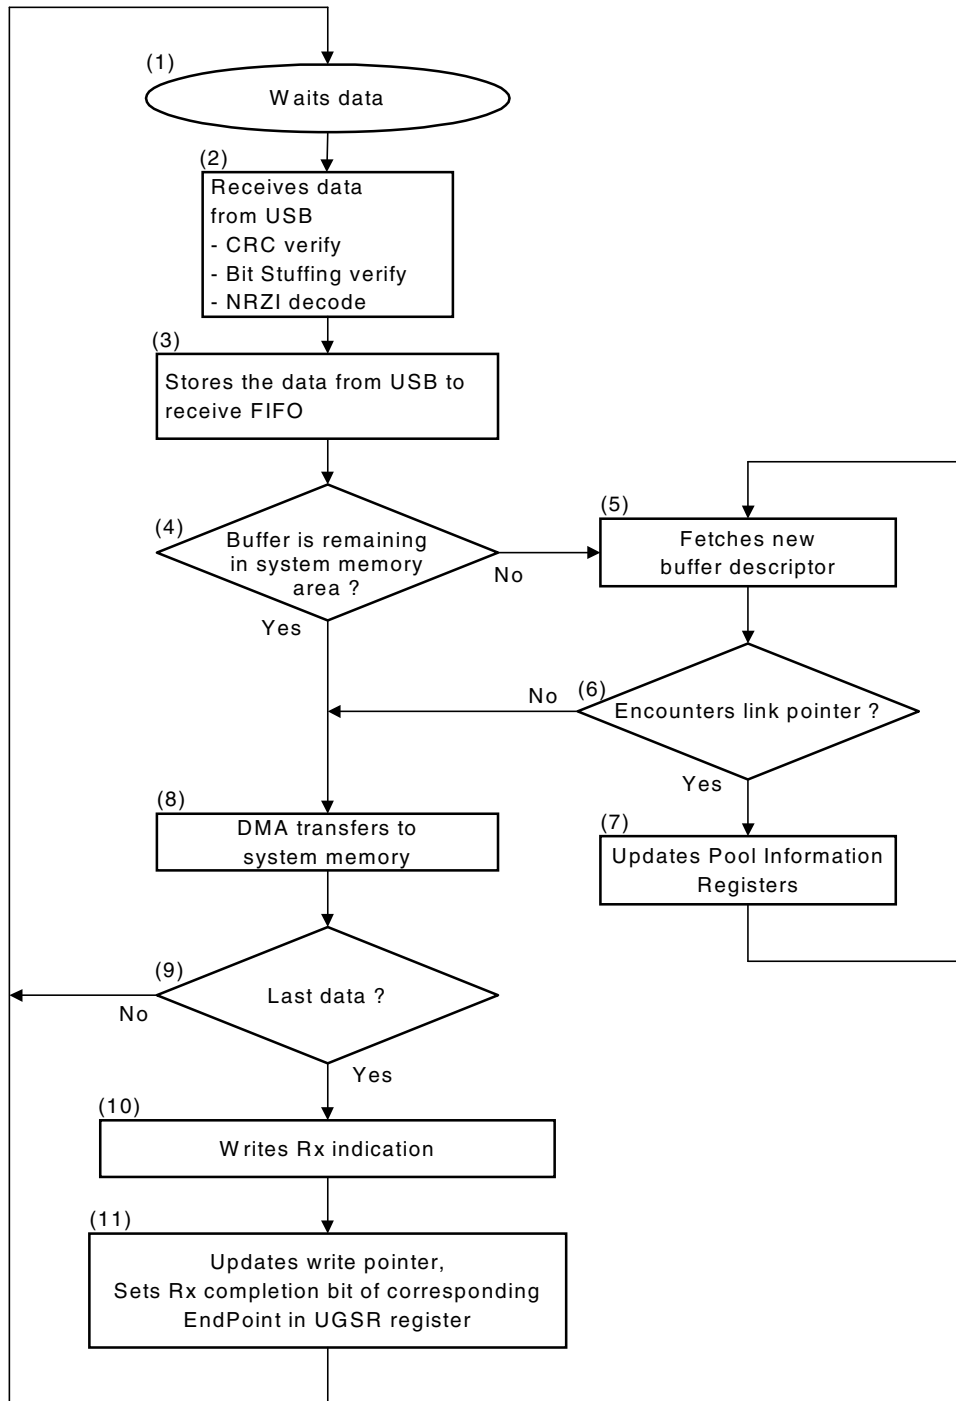 (1)
Waits data
(2)
Receives data
from USB
- CRC verify
- Bit Stuffing verify
- NRZI decode
(3)
Stores the data from USB to
receive FIFO
(4)
Buffer is remaining
in system memory
area ?
No
Yes
(5)
Fetches new
buffer descriptor
(6)
Encounters link pointer ?
No
Yes
(7)
Updates Pool Information
Registers
(8)
DMA transfers to
system memory
(9)
Last data ?
No
Yes
(10)
Writes Rx indication
(11)
Updates write pointer,
Sets Rx completion bit of corresponding
EndPoint in UGSR register